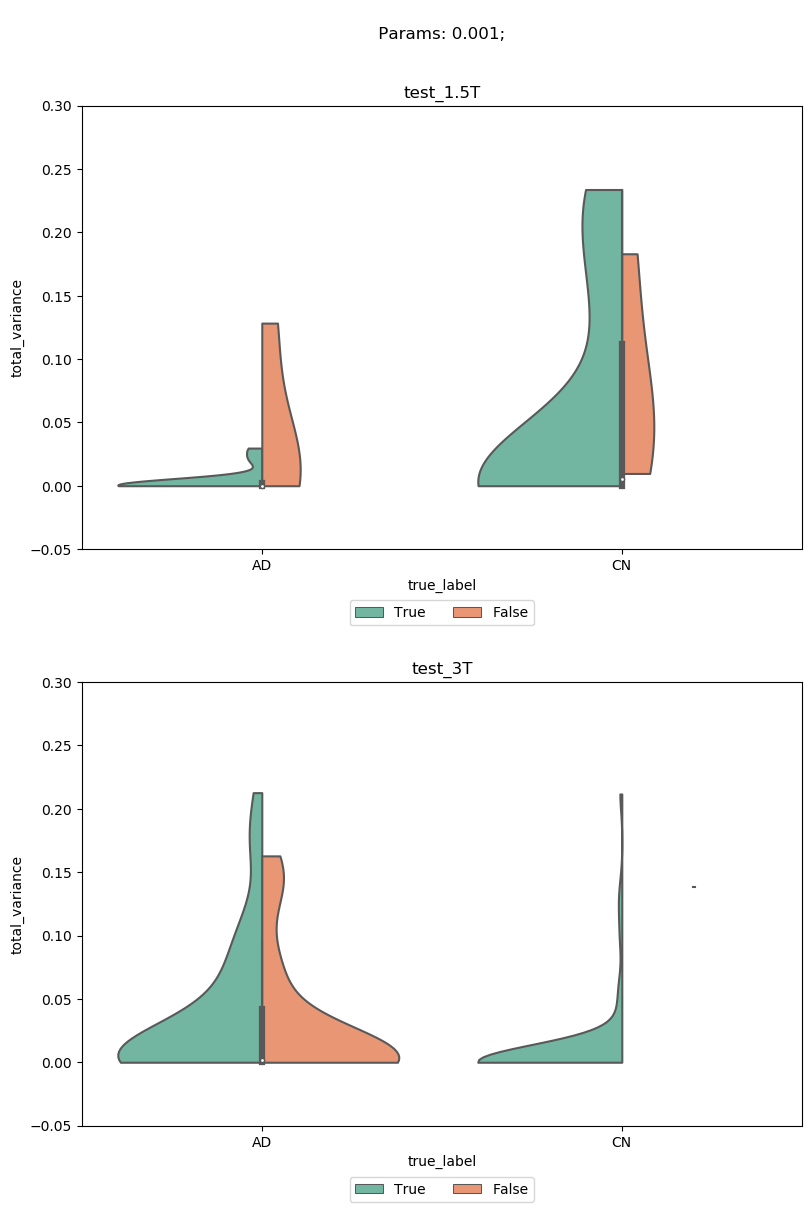 Params: 0.001;
test_1.5T
0.30
0.25
0.20
0.15
0.10
0.05
0.00
−0.05
total_variance
AD CN
true_label
True False
test_3T
0.30
0.25
0.20
0.15
0.10
0.05
0.00
−0.05
total_variance
AD CN
true_label
True False